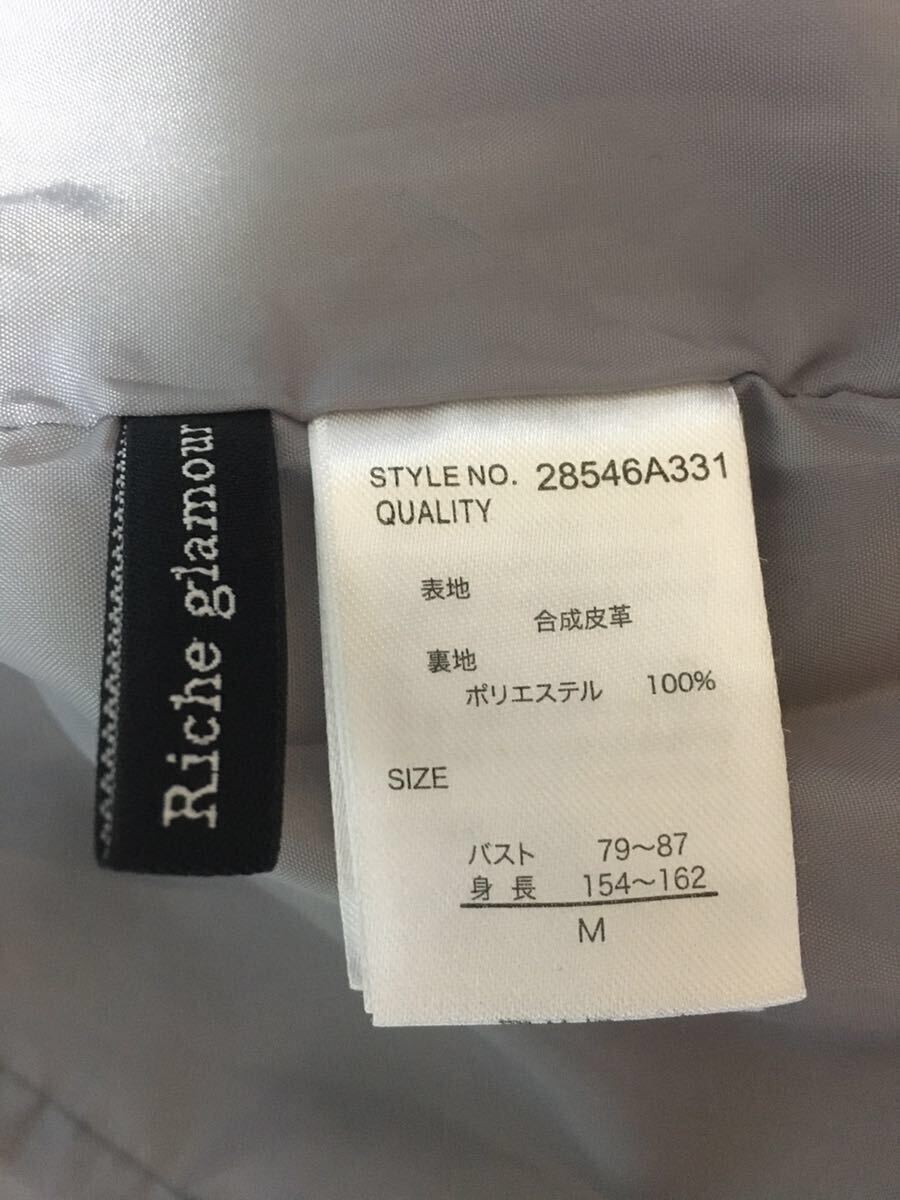 Riche glamour
STYLE NO. 28546A331
QUALITY
表地
合成皮革
裏地
ポリエステル 100%
SIZE
バスト 79～87
身長 154～162
M